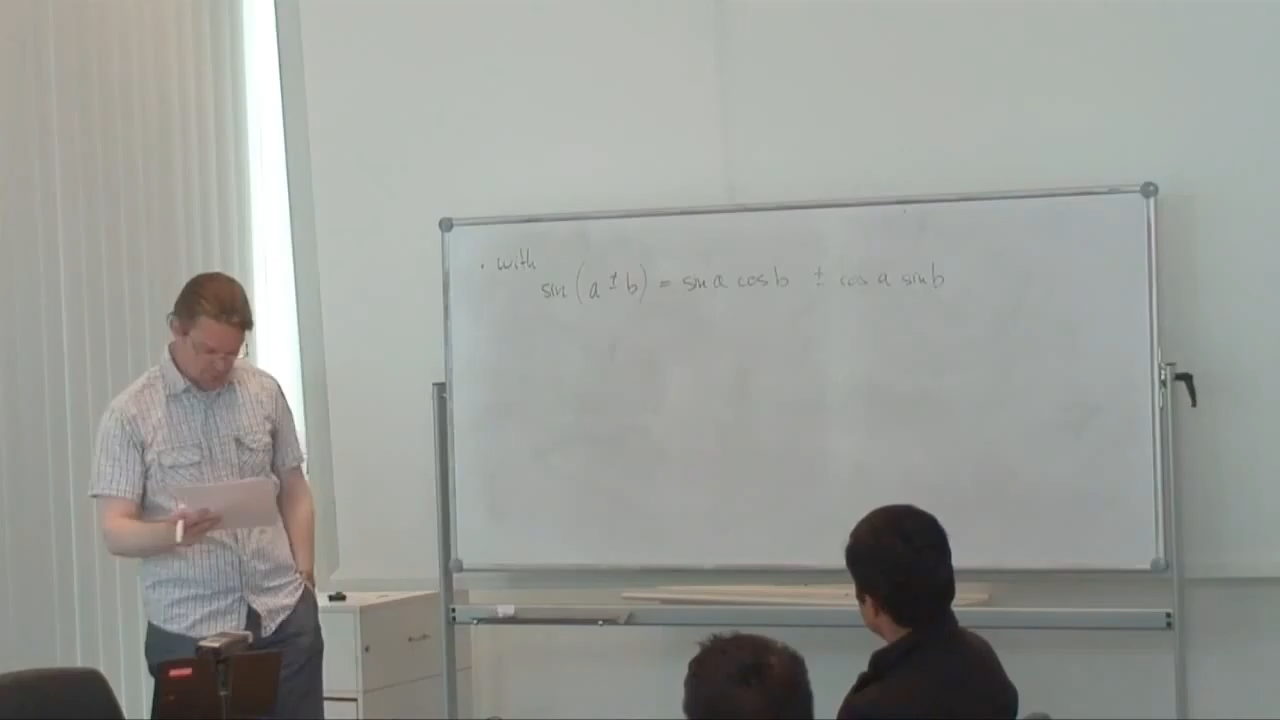 · with
sin (a ± b) = sin a cos b ± cos a sin b